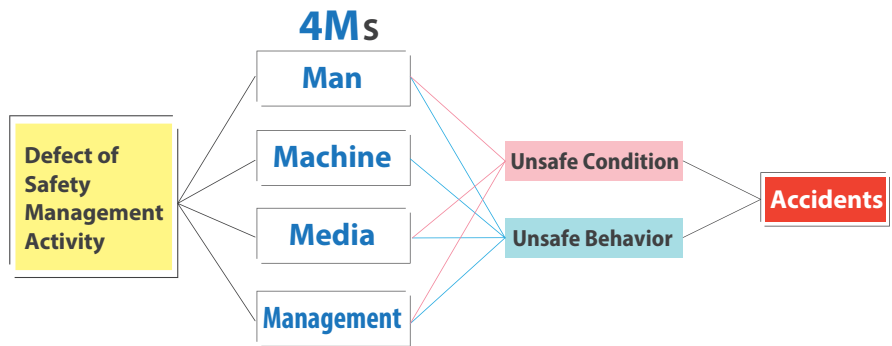 4Ms
Man
Machine
Media
Management
Defect of
Safety
Management
Activity
Unsafe Condition
Unsafe Behavior
Accidents